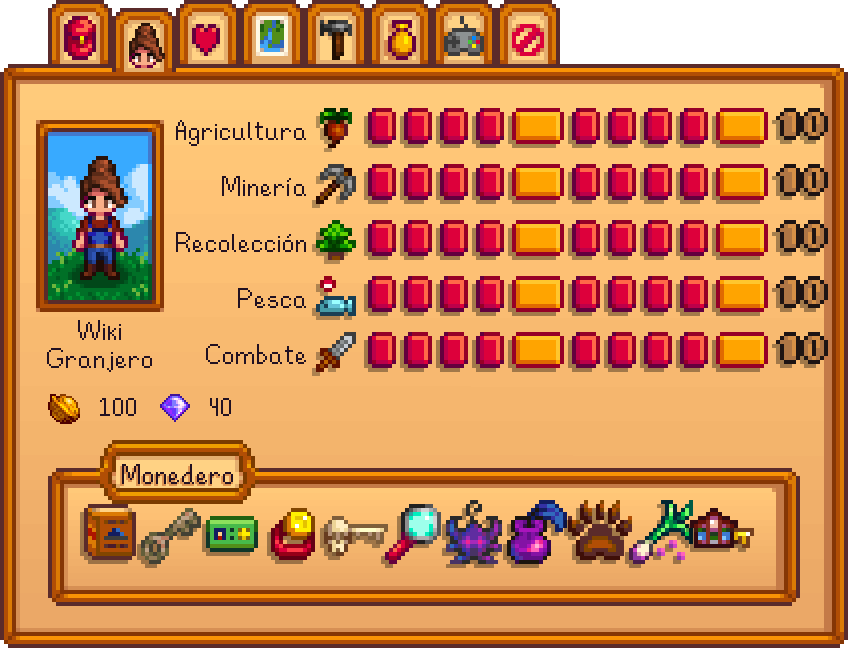 Agricultura 10
Minería 10
Recolección 10
Pesca 10
Combate 10
Wiki
Granjero
100 40
Monedero